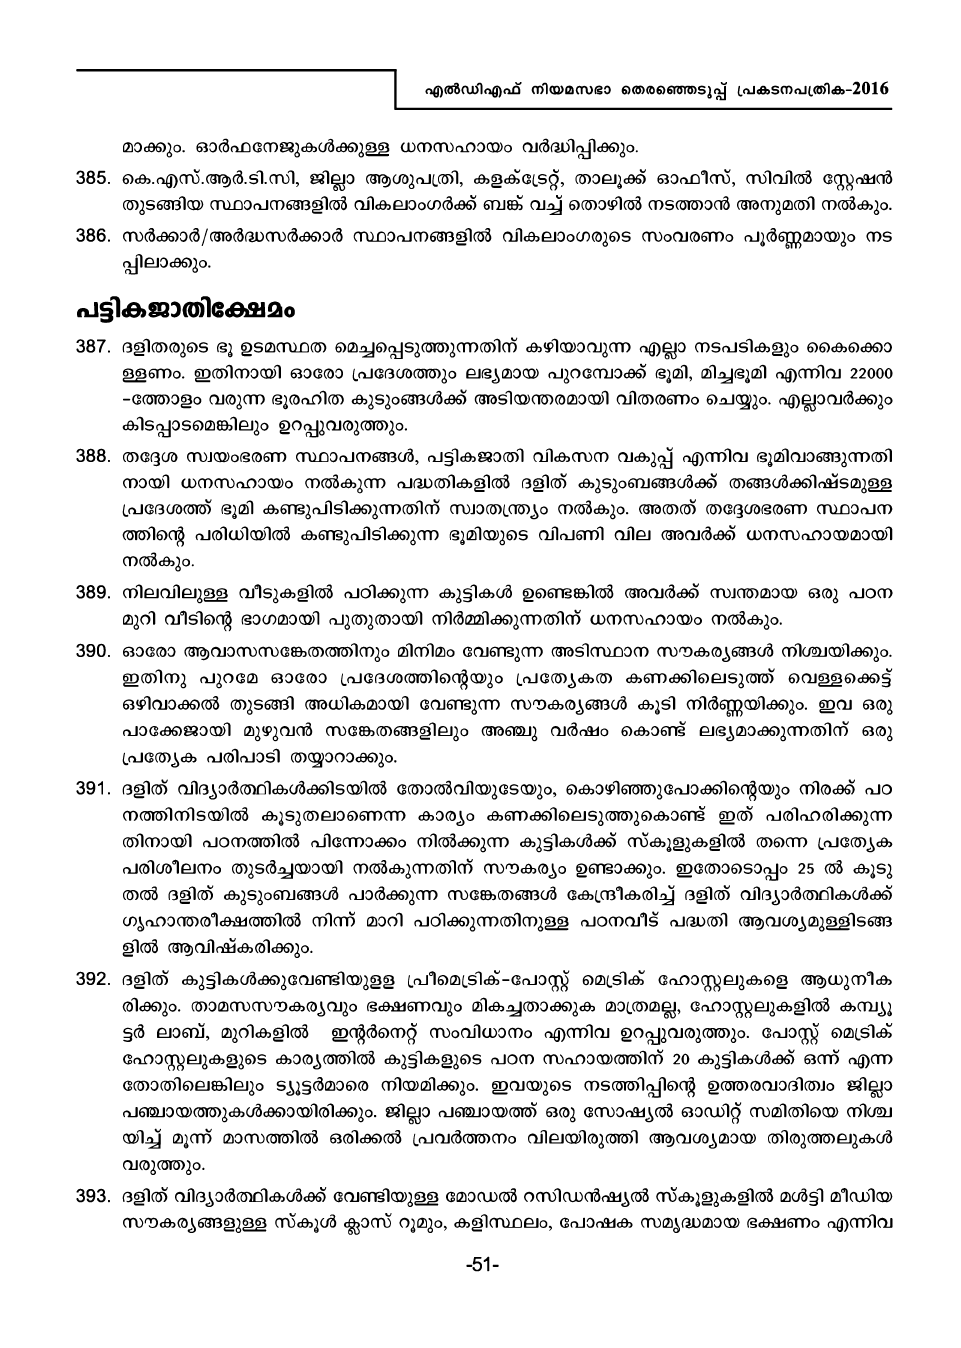 എൽഡിഎഫ് നിയമസഭാ തെരഞ്ഞെടുപ്പ് പ്രകടനപത്രിക-2016
മാക്കും. ഓർഫനേജുകൾക്കുള്ള ധനസഹായം വർദ്ധിപ്പിക്കും.
385. കെ.എസ്.ആർ.ടി.സി, ജില്ലാ ആശുപത്രി, കളക്ട്രേറ്റ്, താലൂക്ക് ഓഫീസ്, സിവിൽ സ്റ്റേഷൻ
തുടങ്ങിയ സ്ഥാപനങ്ങളിൽ വികലാംഗർക്ക് ബങ്ക് വച്ച് തൊഴിൽ നടത്താൻ അനുമതി നൽകും.
386. സർക്കാർ/അർദ്ധസർക്കാർ സ്ഥാപനങ്ങളിൽ വികലാംഗരുടെ സംവരണം പൂർണ്ണമായും നട
പ്പിലാക്കും.
പട്ടികജാതിക്ഷേമം
387. ദളിതരുടെ ഭൂ ഉടമസ്ഥത മെച്ചപ്പെടുത്തുന്നതിന് കഴിയാവുന്ന എല്ലാ നടപടികളും കൈക്കൊ
ള്ളണം. ഇതിനായി ഓരോ പ്രദേശത്തും ലഭ്യമായ പുറമ്പോക്ക് ഭൂമി, മിച്ചഭൂമി എന്നിവ 22000
-ത്തോളം വരുന്ന ഭൂരഹിത കുടുംങ്ങൾക്ക് അടിയന്തരമായി വിതരണം ചെയ്യും. എല്ലാവർക്കും
കിടപ്പാടമെങ്കിലും ഉറപ്പുവരുത്തും.
388. തദ്ദേശ സ്വയംഭരണ സ്ഥാപനങ്ങൾ, പട്ടികജാതി വികസന വകുപ്പ് എന്നിവ ഭൂമിവാങ്ങുന്നതി
നായി ധനസഹായം നൽകുന്ന പദ്ധതികളിൽ ദളിത് കുടുംബങ്ങൾക്ക് തങ്ങൾക്കിഷ്ടമുള്ള
പ്രദേശത്ത് ഭൂമി കണ്ടുപിടിക്കുന്നതിന് സ്വാതന്ത്ര്യം നൽകും. അതത് തദ്ദേശഭരണ സ്ഥാപന
ത്തിന്റെ പരിധിയിൽ കണ്ടുപിടിക്കുന്ന ഭൂമിയുടെ വിപണി വില അവർക്ക് ധനസഹായമായി
നൽകും.
389. നിലവിലുള്ള വീടുകളിൽ പഠിക്കുന്ന കുട്ടികൾ ഉണ്ടെങ്കിൽ അവർക്ക് സ്വന്തമായ ഒരു പഠന
മുറി വീടിന്റെ ഭാഗമായി പുതുതായി നിർമ്മിക്കുന്നതിന് ധനസഹായം നൽകും.
390. ഓരോ ആവാസസങ്കേതത്തിനും മിനിമം വേണ്ടുന്ന അടിസ്ഥാന സൗകര്യങ്ങൾ നിശ്ചയിക്കും.
ഇതിനു പുറമേ ഓരോ പ്രദേശത്തിന്റെയും പ്രത്യേകത കണക്കിലെടുത്ത് വെള്ളക്കെട്ട്
ഒഴിവാക്കൽ തുടങ്ങി അധികമായി വേണ്ടുന്ന സൗകര്യങ്ങൾ കൂടി നിർണ്ണയിക്കും. ഇവ ഒരു
പാക്കേജായി മുഴുവൻ സങ്കേതങ്ങളിലും അഞ്ചു വർഷം കൊണ്ട് ലഭ്യമാക്കുന്നതിന് ഒരു
പ്രത്യേക പരിപാടി തയ്യാറാക്കും.
391. ദളിത് വിദ്യാർത്ഥികൾക്കിടയിൽ തോൽവിയുടേയും, കൊഴിഞ്ഞുപോക്കിന്റെയും നിരക്ക് പഠ
നത്തിനിടയിൽ കൂടുതലാണെന്ന കാര്യം കണക്കിലെടുത്തുകൊണ്ട് ഇത് പരിഹരിക്കുന്ന
തിനായി പഠനത്തിൽ പിന്നോക്കം നിൽക്കുന്ന കുട്ടികൾക്ക് സ്കൂളുകളിൽ തന്നെ പ്രത്യേക
പരിശീലനം തുടർച്ചയായി നൽകുന്നതിന് സൗകര്യം ഉണ്ടാക്കും. ഇതോടൊപ്പം 25 ൽ കൂടു
തൽ ദളിത് കുടുംബങ്ങൾ പാർക്കുന്ന സങ്കേതങ്ങൾ കേന്ദ്രീകരിച്ച് ദളിത് വിദ്യാർത്ഥികൾക്ക്
ഗൃഹാന്തരീക്ഷത്തിൽ നിന്ന് മാറി പഠിക്കുന്നതിനുള്ള പഠനവീട് പദ്ധതി ആവശ്യമുള്ളിടങ്ങ
ളിൽ ആവിഷ്കരിക്കും.
392. ദളിത് കുട്ടികൾക്കുവേണ്ടിയുളള പ്രീമെട്രിക്-പോസ്റ്റ് മെട്രിക് ഹോസ്റ്റലുകളെ ആധുനീക
രിക്കും. താമസസൗകര്യവും ഭക്ഷണവും മികച്ചതാക്കുക മാത്രമല്ല, ഹോസ്റ്റലുകളിൽ കമ്പ്യൂ
ട്ടർ ലാബ്, മുറികളിൽ ഇന്റർനെറ്റ് സംവിധാനം എന്നിവ ഉറപ്പുവരുത്തും. പോസ്റ്റ് മെട്രിക്
ഹോസ്റ്റലുകളുടെ കാര്യത്തിൽ കുട്ടികളുടെ പഠന സഹായത്തിന് 20 കുട്ടികൾക്ക് ഒന്ന് എന്ന
തോതിലെങ്കിലും ട്യൂട്ടർമാരെ നിയമിക്കും. ഇവയുടെ നടത്തിപ്പിന്റെ ഉത്തരവാദിത്വം ജില്ലാ
പഞ്ചായത്തുകൾക്കായിരിക്കും. ജില്ലാ പഞ്ചായത്ത് ഒരു സോഷ്യൽ ഓഡിറ്റ് സമിതിയെ നിശ്ച
യിച്ച് മൂന്ന് മാസത്തിൽ ഒരിക്കൽ പ്രവർത്തനം വിലയിരുത്തി ആവശ്യമായ തിരുത്തലുകൾ
വരുത്തും.
393. ദളിത് വിദ്യാർത്ഥികൾക്ക് വേണ്ടിയുള്ള മോഡൽ റസിഡൻഷ്യൽ സ്കൂളുകളിൽ മൾട്ടി മീഡിയ
സൗകര്യങ്ങളുള്ള സ്കൂൾ ക്ലാസ് റൂമും, കളിസ്ഥലം, പോഷക സമൃദ്ധമായ ഭക്ഷണം എന്നിവ
-51-